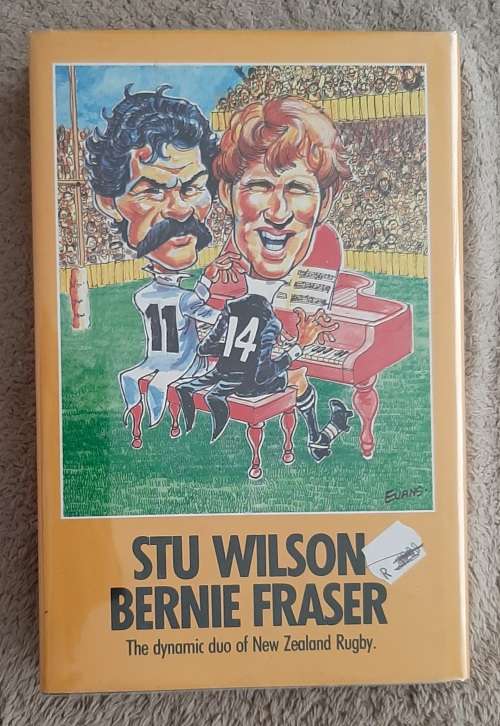 11
14
EVANS
STU WILSON
BERNIE FRASER
The dynamic duo of New Zealand Rugby.
R